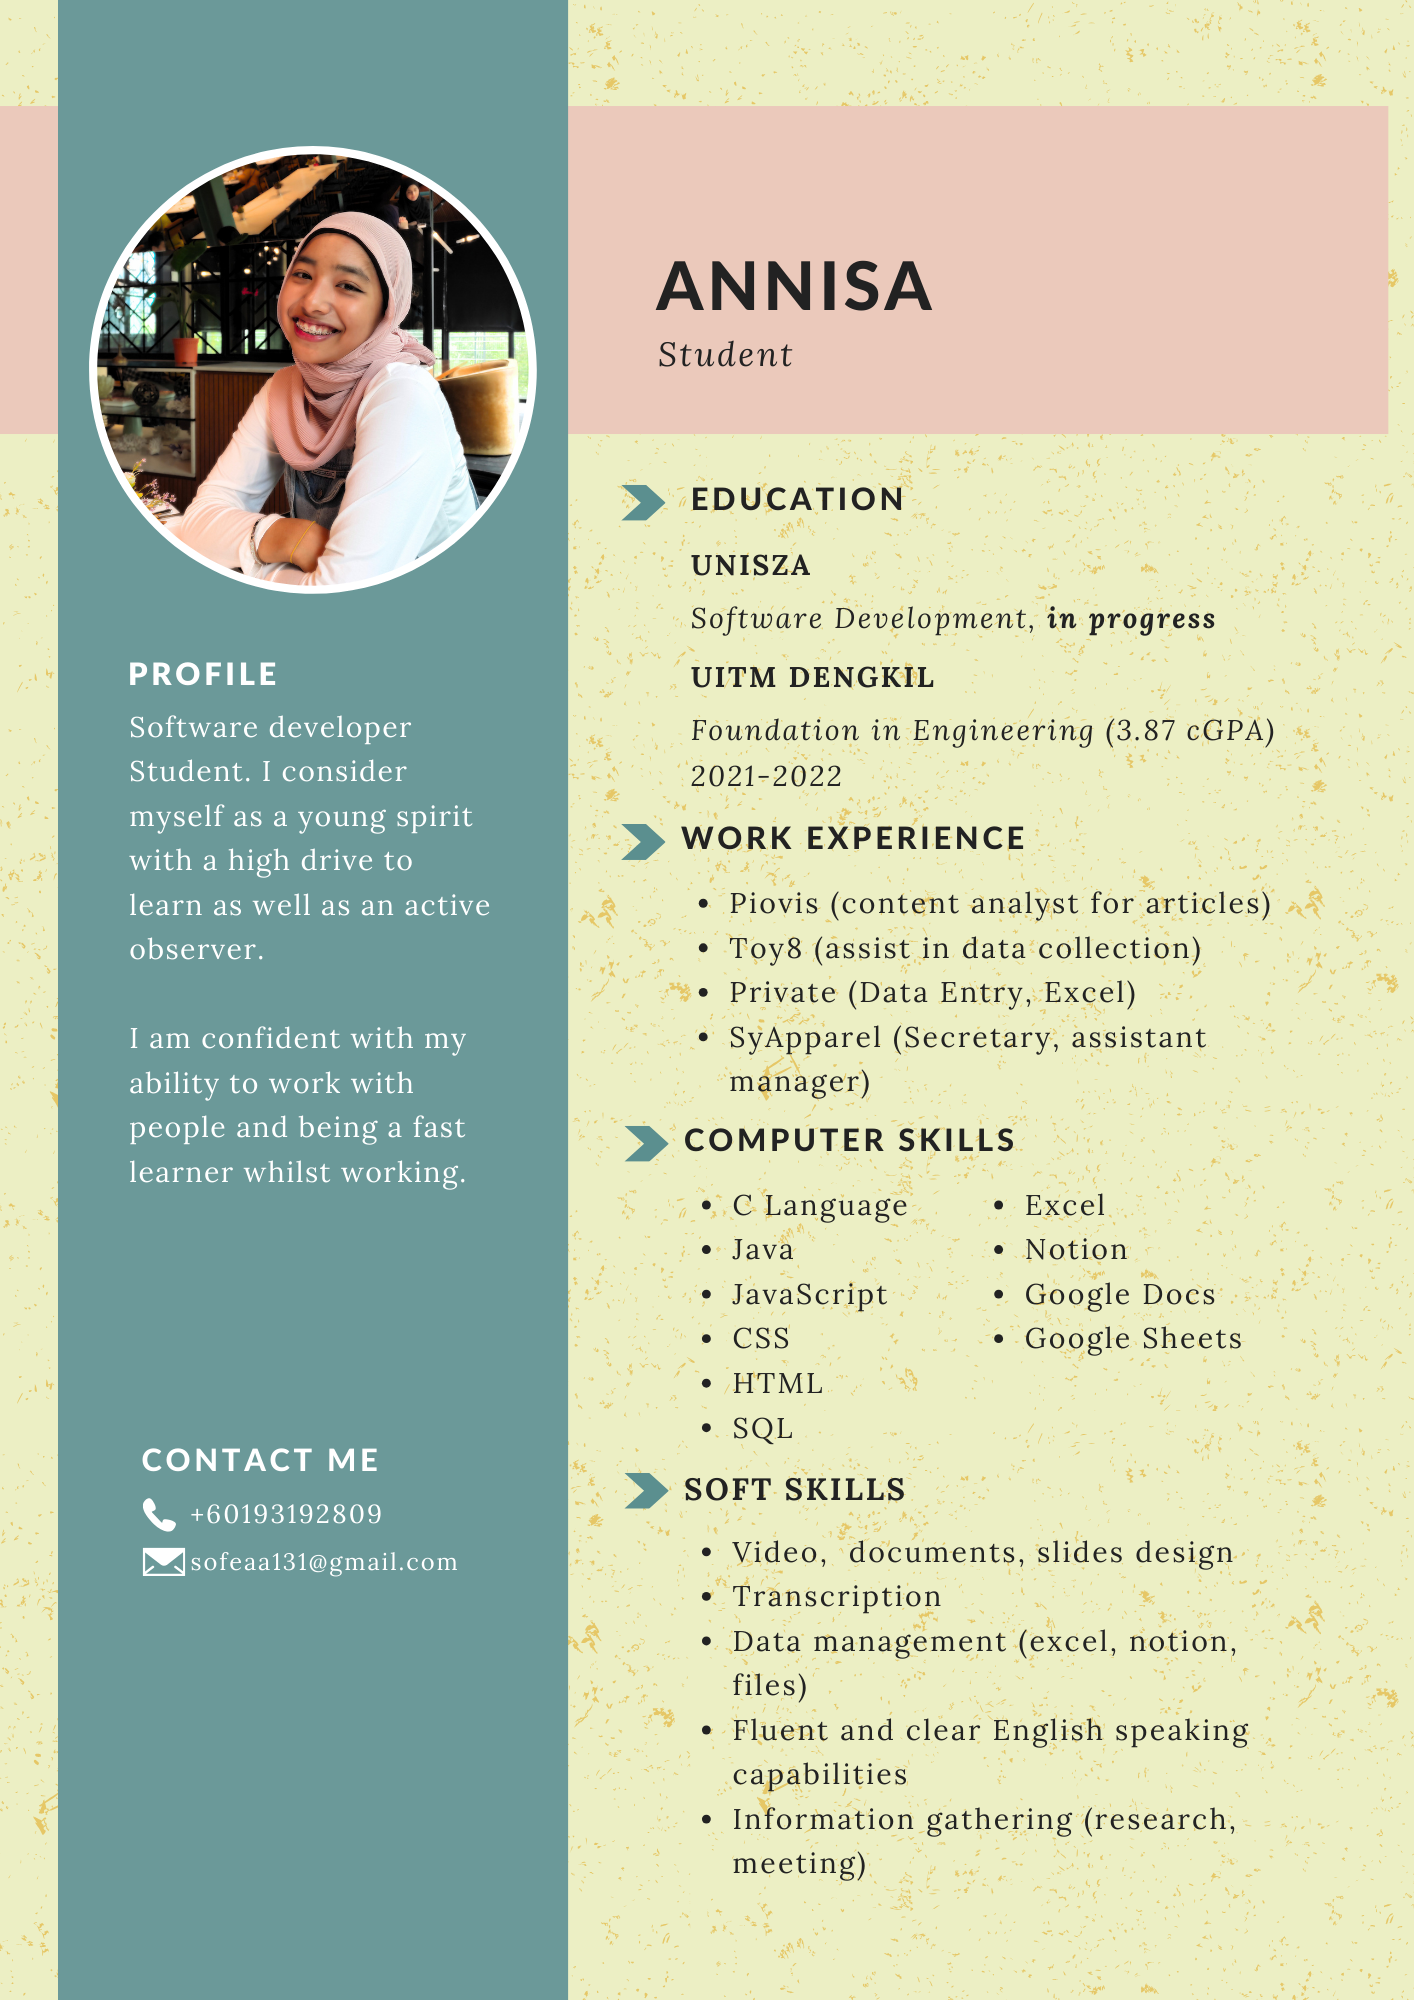 ANNISA
Student
PROFILE
Software developer
Student. I consider
myself as a young spirit
with a high drive to
learn as well as an active
observer.
I am confident with my
ability to work with
people and being a fast
learner whilst working.
CONTACT ME
+60193192809
sofeaa131@gmail.com
EDUCATION
UNISZA
Software Development, in progress
UITM DENGKIL
Foundation in Engineering (3.87 cGPA)
2021-2022
WORK EXPERIENCE
• Piovis (content analyst for articles)
• Toy8 (assist in data collection)
• Private (Data Entry, Excel)
• SyApparel (Secretary, assistant
manager)
COMPUTER SKILLS
• C Language
• Java
• JavaScript
• CSS
• HTML
• SQL
• Excel
• Notion
• Google Docs
• Google Sheets
SOFT SKILLS
• Video,  documents, slides design
• Transcription
• Data management (excel, notion,
files)
• Fluent and clear English speaking
capabilities
• Information gathering (research,
meeting)